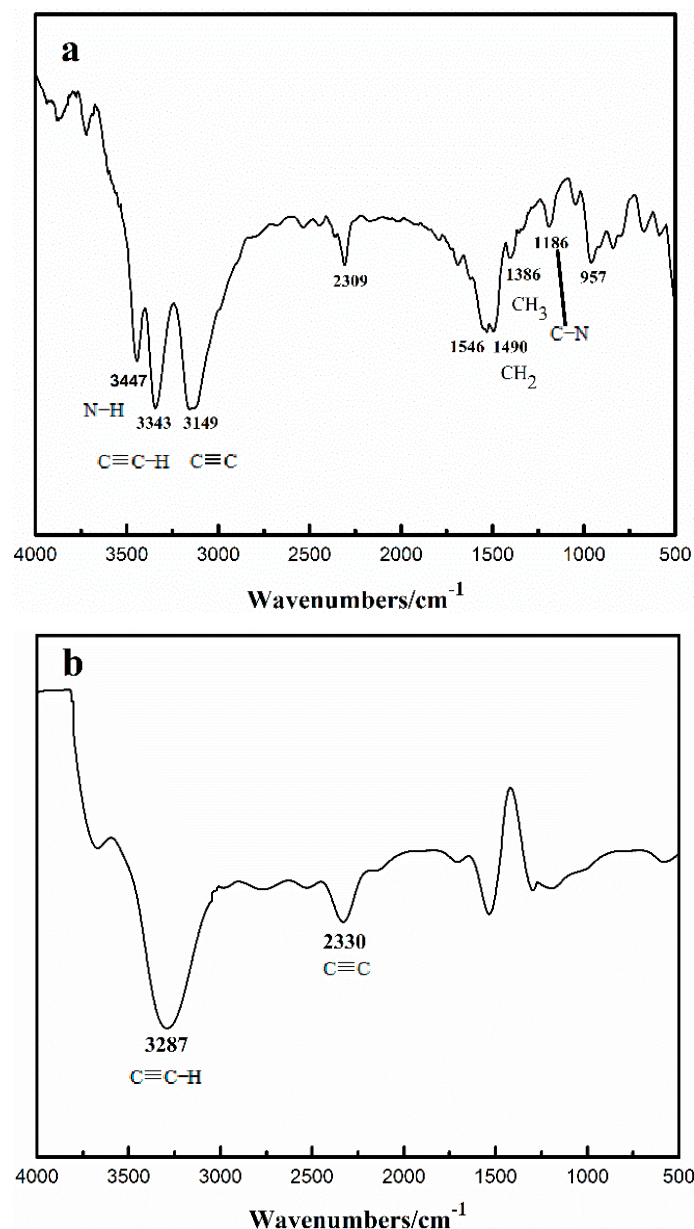 a
2309
1186
1386
957
CH₃
1546 1490
C–N
3447
CH₂
N–H
3343 3149
C≡C–H C≡C
4000 3500 3000 2500 2000 1500 1000 500
Wavenumbers/cm⁻¹
b
2330
C≡C
3287
C≡C–H
4000 3500 3000 2500 2000 1500 1000 500
Wavenumbers/cm⁻¹